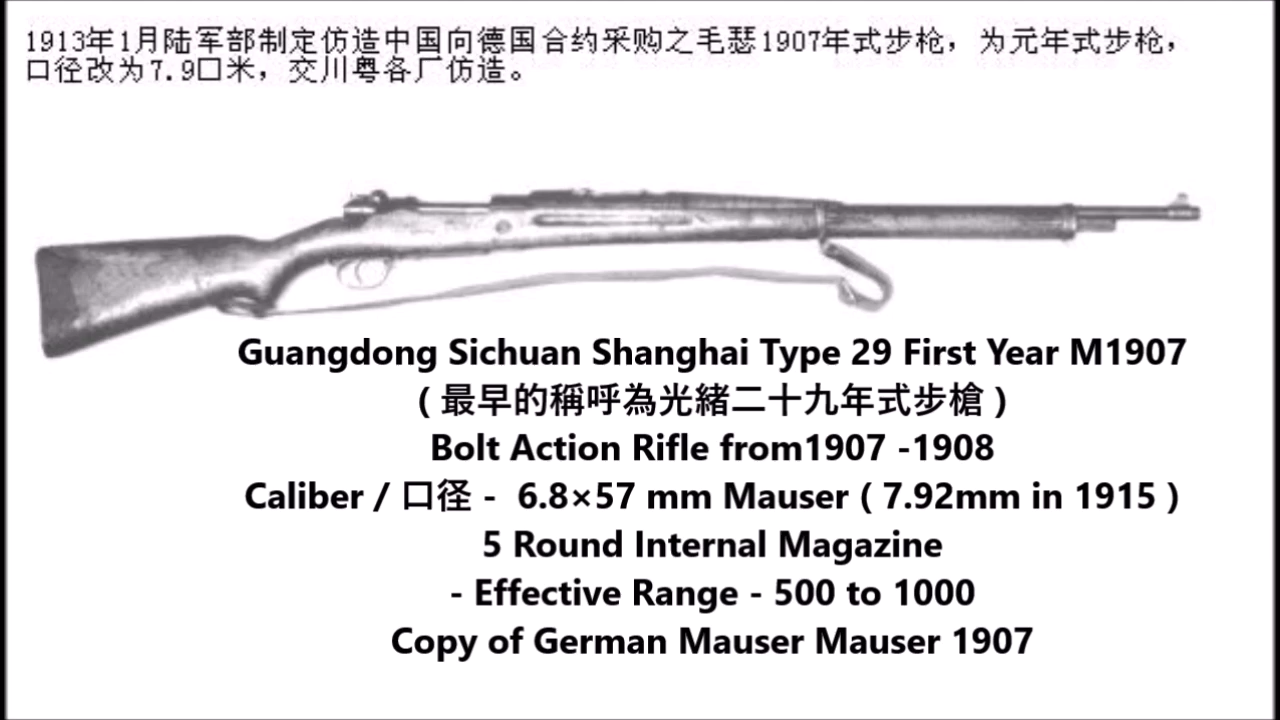 1913年1月陆军部制定仿造中国向德国合约采购之毛瑟1907年式步枪，为元年式步枪，
口径改为7.9口米，交川粤各厂仿造。
Guangdong Sichuan Shanghai Type 29 First Year M1907
( 最早的稱呼為光緒二十九年式步槍 )
Bolt Action Rifle from1907 -1908
Caliber / 口径 -  6.8×57 mm Mauser ( 7.92mm in 1915 )
5 Round Internal Magazine
- Effective Range - 500 to 1000
Copy of German Mauser Mauser 1907